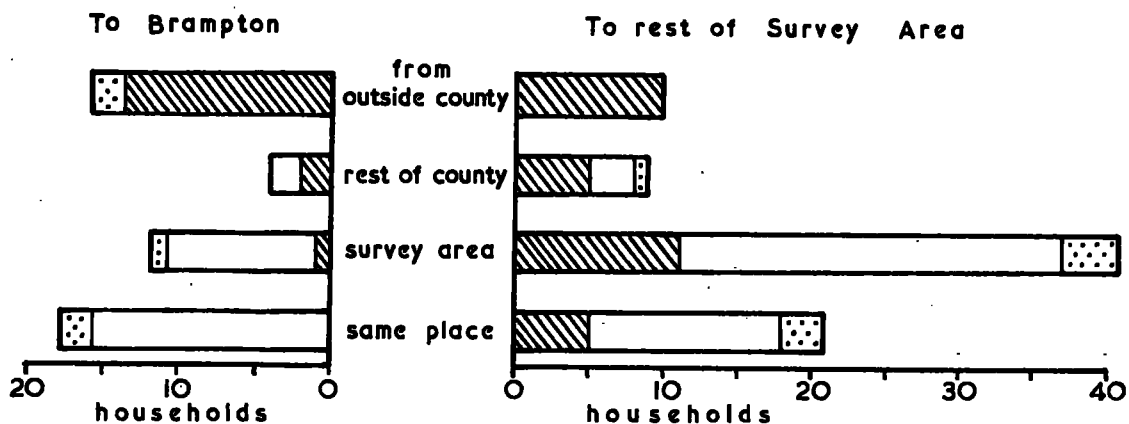 To Brampton
To rest of Survey Area
from
outside county
rest of county
survey area
same place
20 10 0
households
0 10 20 30 40
households